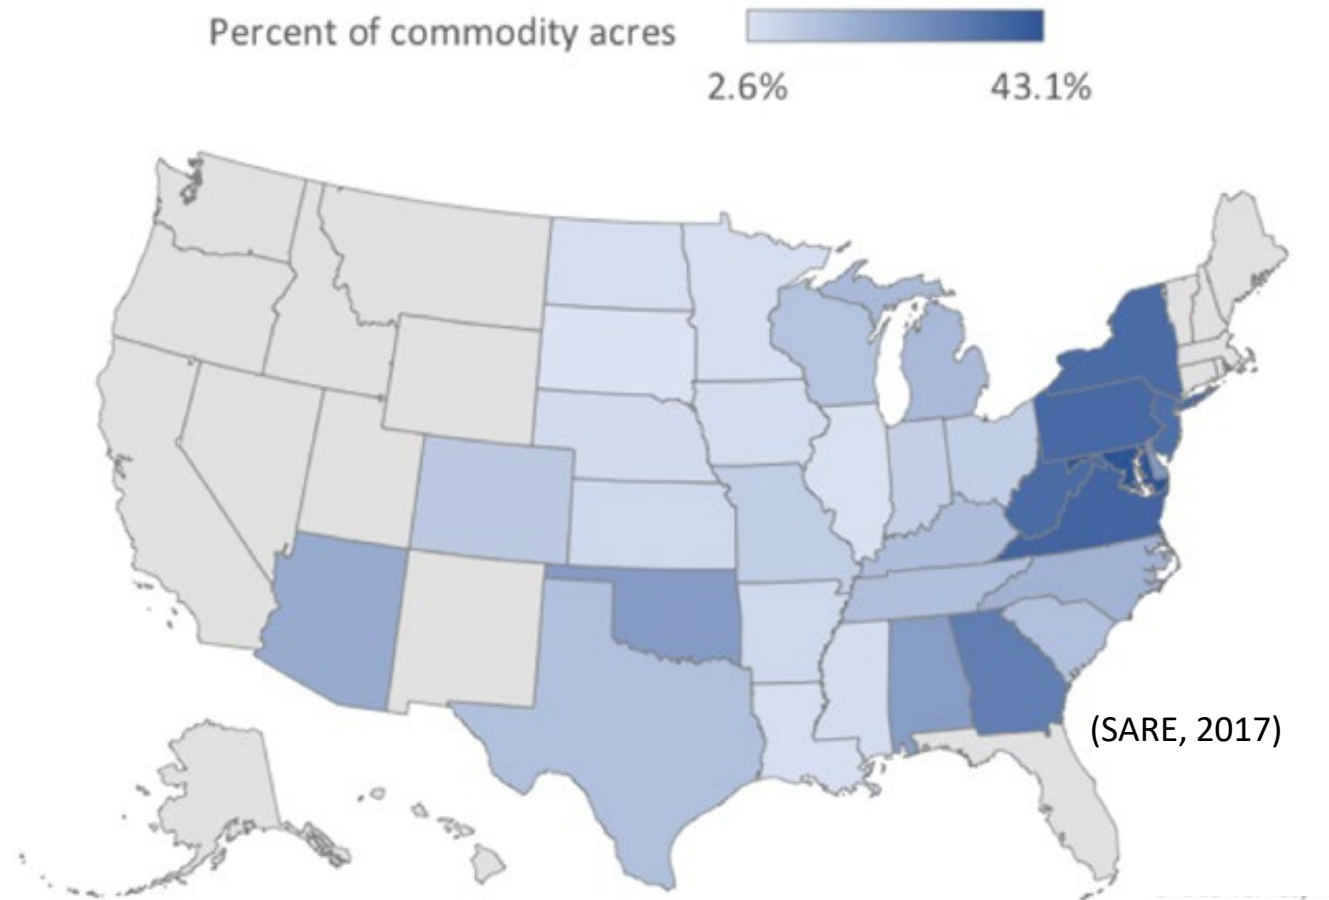 Percent of commodity acres
2.6% 43.1%
(SARE, 2017)